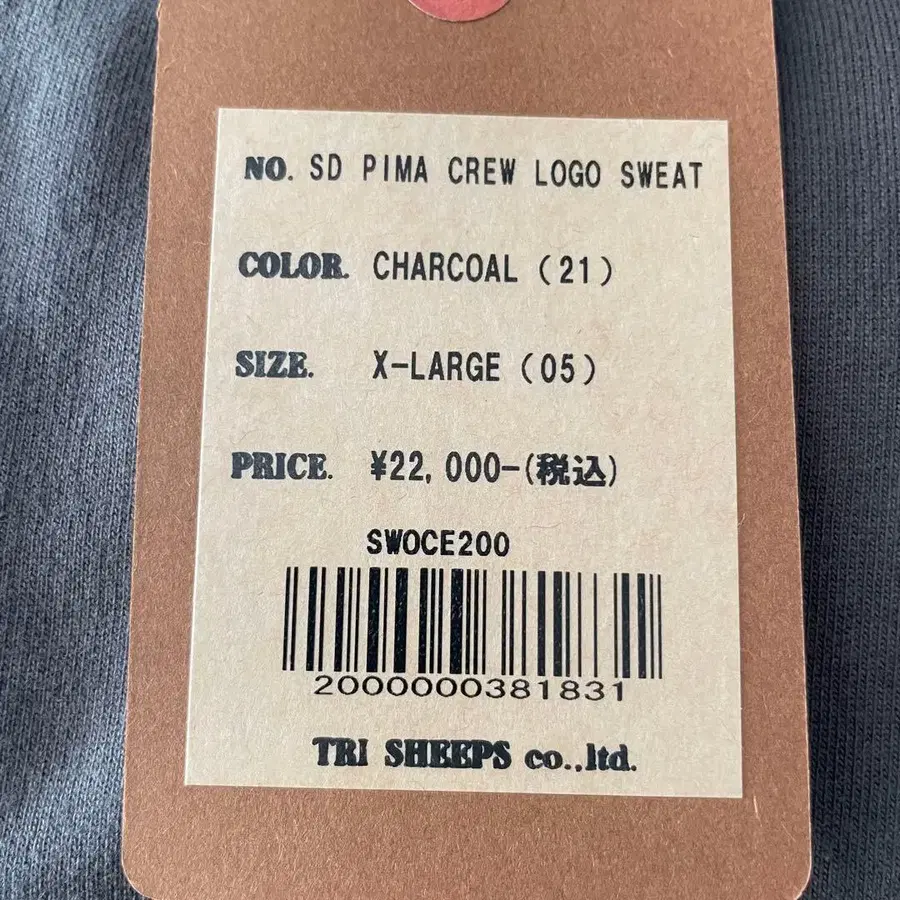 NO. SD PIMA CREW LOGO SWEAT
COLOR. CHARCOAL (21)
SIZE. X-LARGE (05)
PRICE. ¥22,000-(税込)
SWOCE200
2000000381831
TRI SHEEPS co.,ltd.